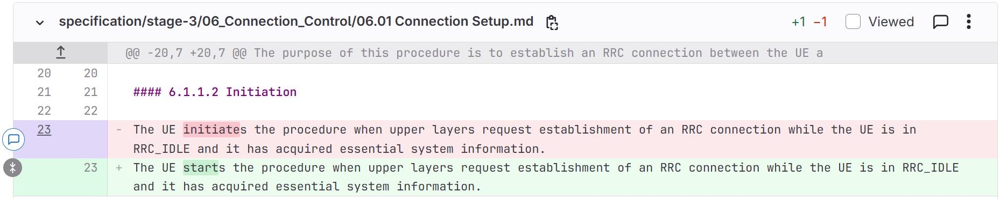 specification/stage-3/06_Connection_Control/06.01 Connection Setup.md +1 −1 Viewed
@@ -20,7 +20,7 @@ The purpose of this procedure is to establish an RRC connection between the UE a
20 20
21 21 #### 6.1.1.2 Initiation
22 22
23 - The UE initiates the procedure when upper layers request establishment of an RRC connection while the UE is in
RRC_IDLE and it has acquired essential system information.
23 + The UE starts the procedure when upper layers request establishment of an RRC connection while the UE is in RRC_IDLE
and it has acquired essential system information.